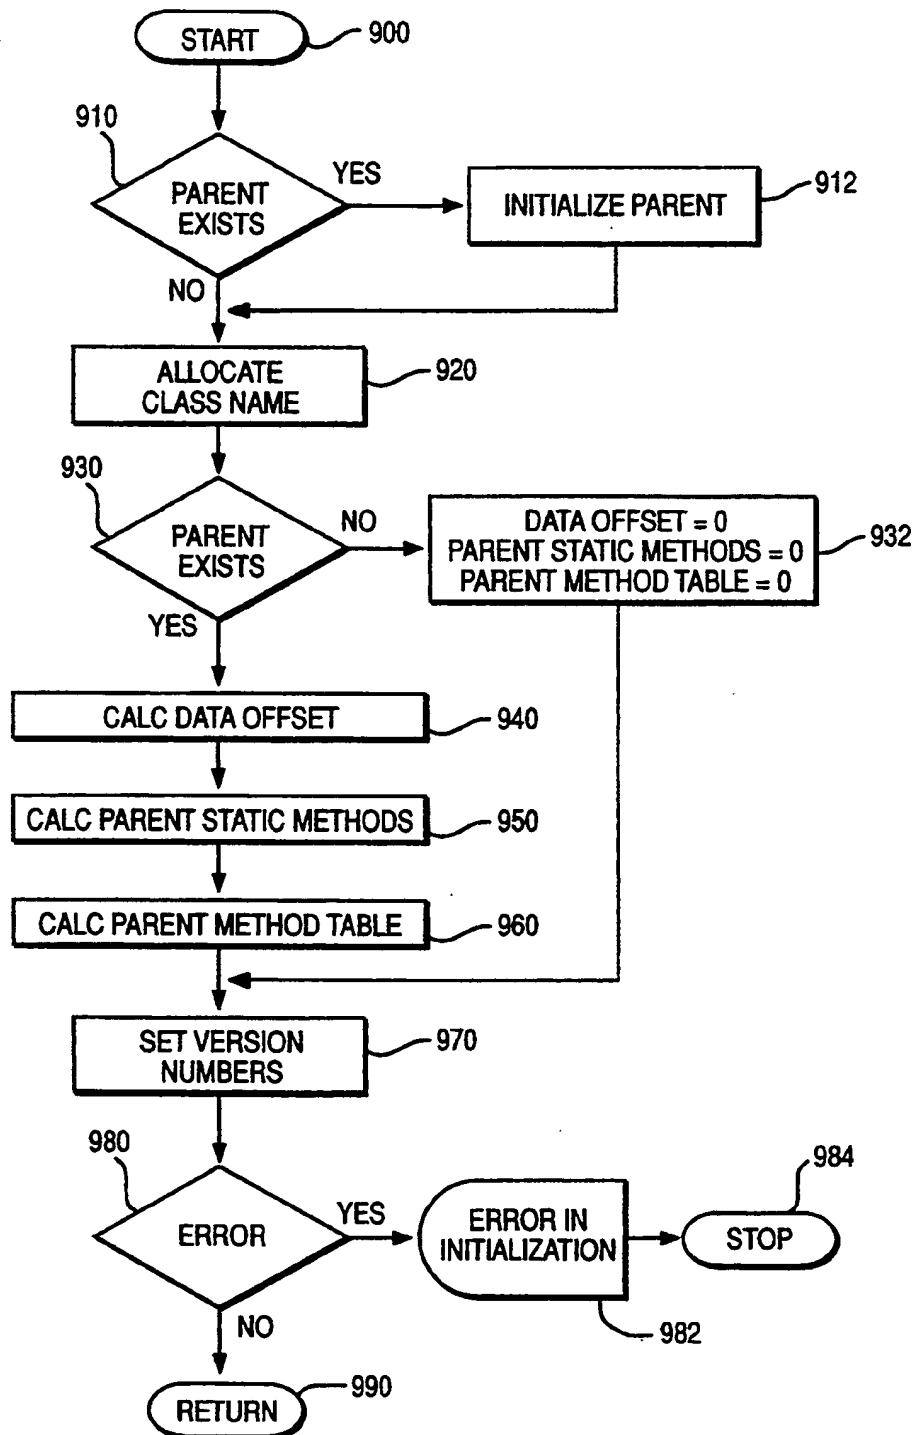 START
900
910
PARENT
EXISTS
YES
INITIALIZE PARENT
912
NO
ALLOCATE
CLASS NAME
920
930
PARENT
EXISTS
NO
DATA OFFSET = 0
PARENT STATIC METHODS = 0
PARENT METHOD TABLE = 0
932
YES
CALC DATA OFFSET
940
CALC PARENT STATIC METHODS
950
CALC PARENT METHOD TABLE
960
SET VERSION
NUMBERS
970
980
ERROR
YES
ERROR IN
INITIALIZATION
982
STOP
984
NO
RETURN
990